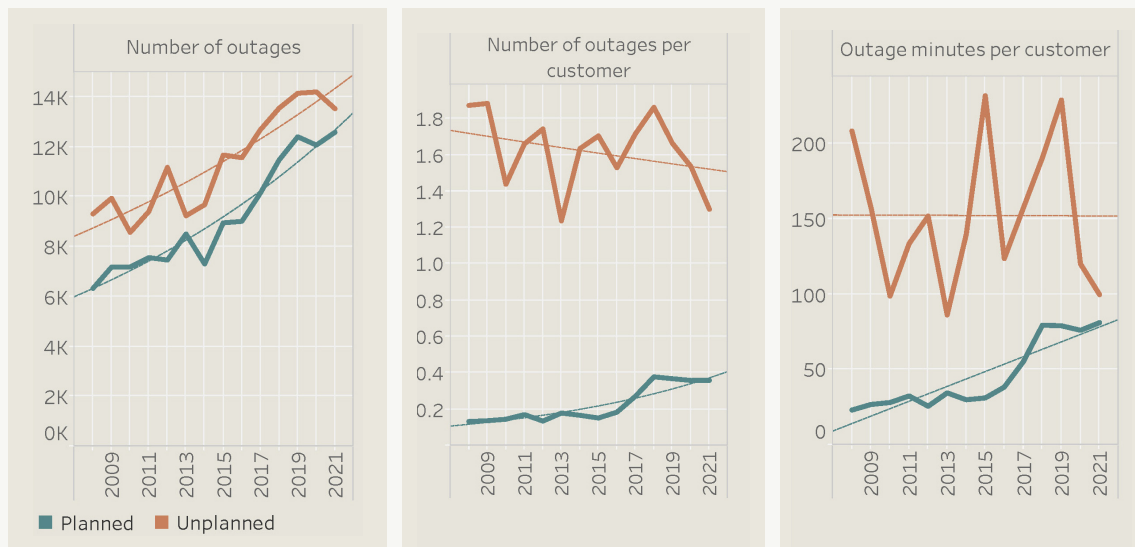 Number of outages
14K
12K
10K
8K
6K
4K
2K
0K
2009
2011
2013
2015
2017
2019
2021
Planned
Unplanned
Number of outages per
customer
1.8
1.6
1.4
1.2
1.0
0.8
0.6
0.4
0.2
2009
2011
2013
2015
2017
2019
2021
Outage minutes per customer
200
150
100
50
0
2009
2011
2013
2015
2017
2019
2021